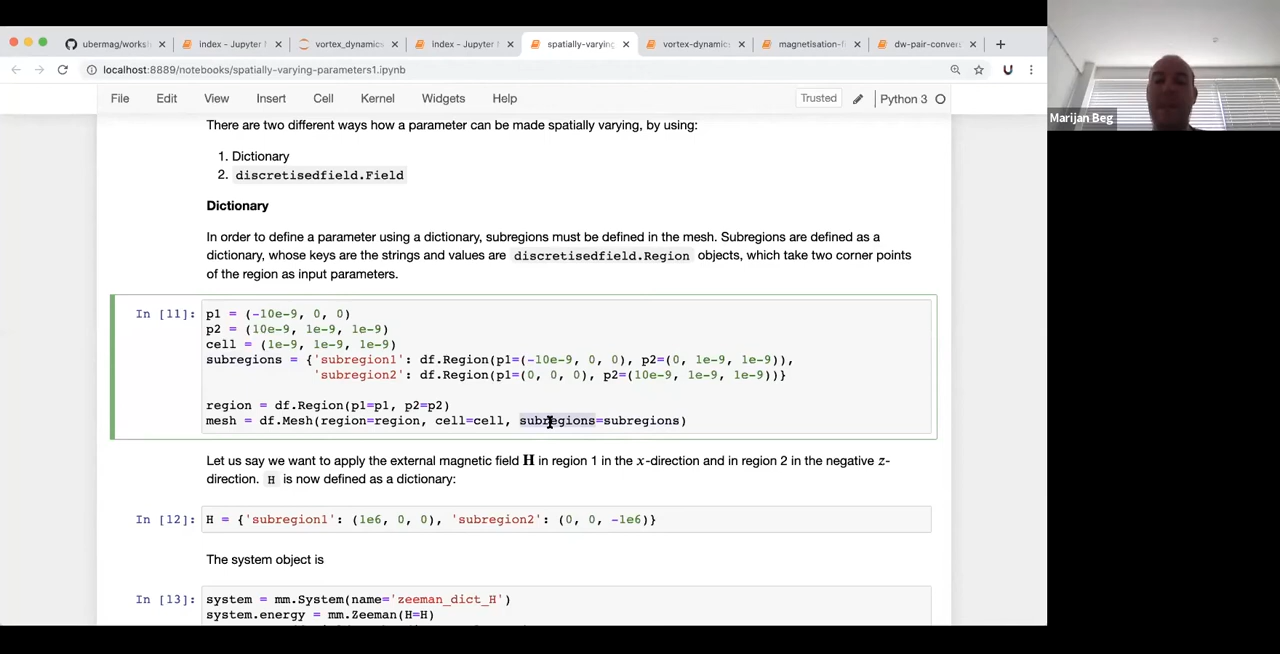 ubermag/works
index - Jupyter
vortex_dynamics
index - Jupyter
spatially-varying
vortex-dynamics
magnetisation-f
dw-pair-conver
localhost:8889/notebooks/spatially-varying-parameters1.ipynb
Marijan Beg
File Edit View Insert Cell Kernel Widgets Help
Trusted
Python 3
There are two different ways how a parameter can be made spatially varying, by using:
1. Dictionary
2. discretisedfield.Field
Dictionary
In order to define a parameter using a dictionary, subregions must be defined in the mesh. Subregions are defined as a
dictionary, whose keys are the strings and values are discretisedfield.Region objects, which take two corner points
of the region as input parameters.
In [11]: p1 = (-10e-9, 0, 0)
p2 = (10e-9, 1e-9, 1e-9)
cell = (1e-9, 1e-9, 1e-9)
subregions = {'subregion1': df.Region(p1=(-10e-9, 0, 0), p2=(0, 1e-9, 1e-9)),
'subregion2': df.Region(p1=(0, 0, 0), p2=(10e-9, 1e-9, 1e-9))}
region = df.Region(p1=p1, p2=p2)
mesh = df.Mesh(region=region, cell=cell, subregions=subregions)
Let us say we want to apply the external magnetic field H in region 1 in the x-direction and in region 2 in the negative z-
direction. H is now defined as a dictionary:
In [12]: H = {'subregion1': (1e6, 0, 0), 'subregion2': (0, 0, -1e6)}
The system object is
In [13]: system = mm.System(name='zeeman_dict_H')
system.energy = mm.Zeeman(H=H)